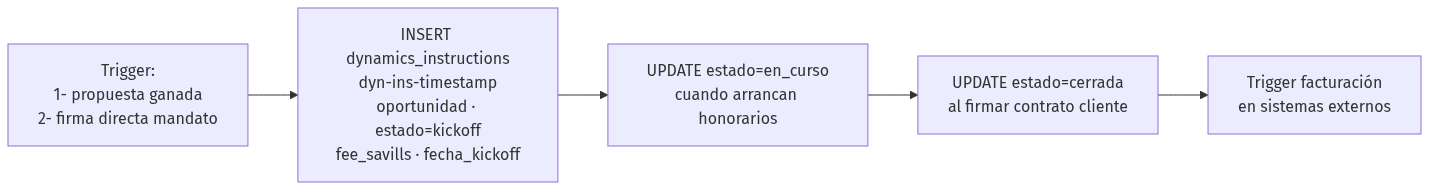 Trigger:
1- propuesta ganada
2- firma directa mandato
INSERT
dynamics_instructions
dyn-ins-timestamp
oportunidad ·
estado=kickoff
fee_savills · fecha_kickoff
UPDATE estado=en_curso
cuando arrancan
honorarios
UPDATE estado=cerrada
al firmar contrato cliente
Trigger facturación
en sistemas externos